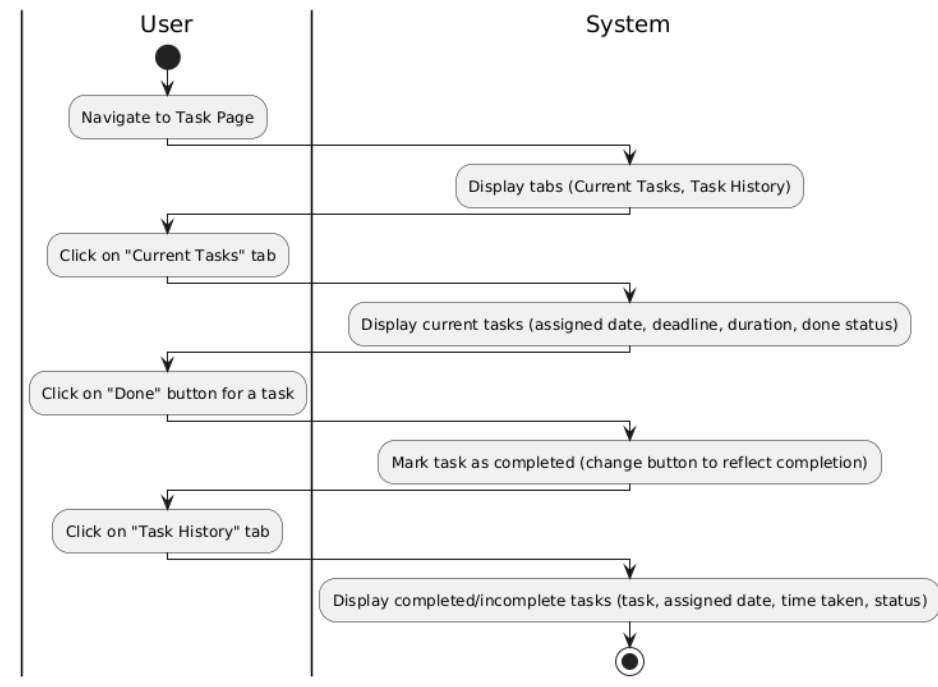 User
System
Navigate to Task Page
Display tabs (Current Tasks, Task History)
Click on "Current Tasks" tab
Display current tasks (assigned date, deadline, duration, done status)
Click on "Done" button for a task
Mark task as completed (change button to reflect completion)
Click on "Task History" tab
Display completed/incomplete tasks (task, assigned date, time taken, status)